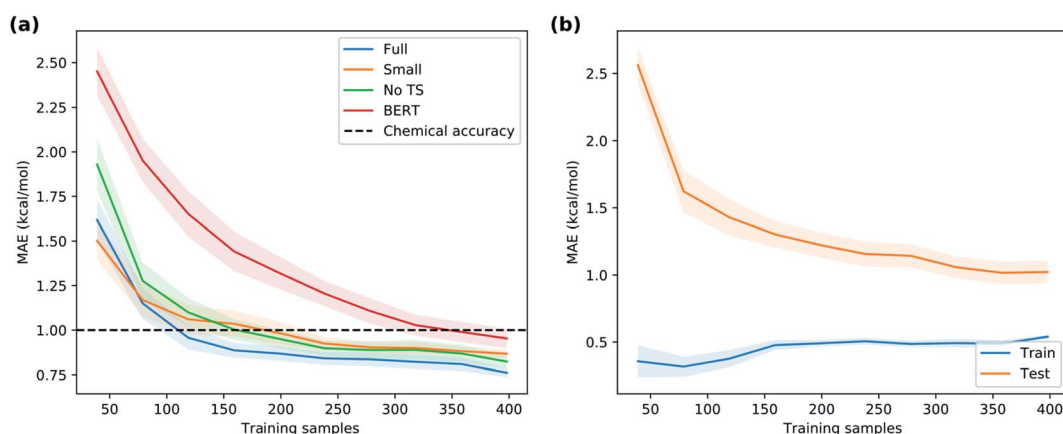 (a)
MAE (kcal/mol)
2.50
2.25
2.00
1.75
1.50
1.25
1.00
0.75
Full
Small
No TS
BERT
Chemical accuracy
50 100 150 200 250 300 350 400
Training samples
(b)
MAE (kcal/mol)
2.5
2.0
1.5
1.0
0.5
Train
Test
50 100 150 200 250 300 350 400
Training samples